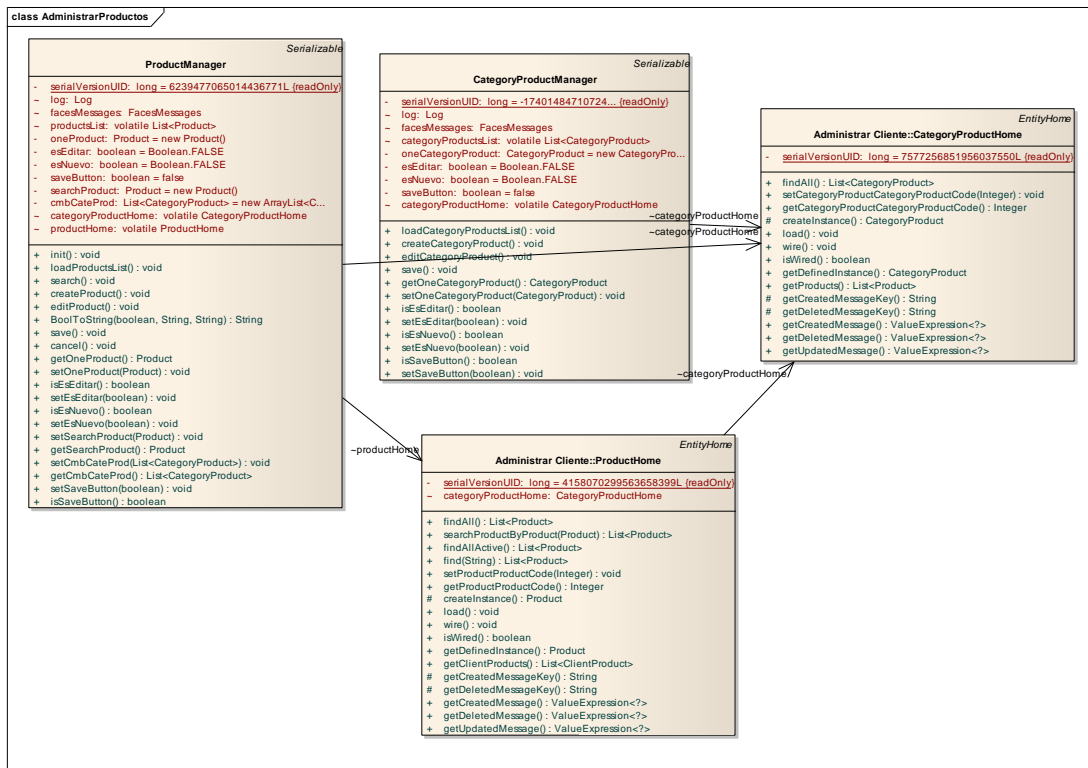 class AdministrarProductos
Serializable
ProductManager
- serialVersionUID: long = 6239477065014436771L {readOnly}
~ log: Log
~ facesMessages: FacesMessages
~ productsList: volatile List<Product>
- oneProduct: Product = new Product()
- esEditar: boolean = Boolean.FALSE
- esNuevo: boolean = Boolean.FALSE
- saveButton: boolean = false
- searchProduct: Product = new Product()
- cmbCateProd: List<CategoryProduct> = new ArrayList<C...
~ categoryProductHome: volatile CategoryProductHome
~ productHome: volatile ProductHome
+ init() : void
+ loadProductsList() : void
+ search() : void
+ createProduct() : void
+ editProduct() : void
+ BoolToString(boolean, String, String) : String
+ save() : void
+ cancel() : void
+ getOneProduct() : Product
+ setOneProduct(Product) : void
+ isEsEditar() : boolean
+ setEsEditar(boolean) : void
+ isEsNuevo() : boolean
+ setEsNuevo(boolean) : void
+ setSearchProduct(Product) : void
+ getSearchProduct() : Product
+ setCmbCateProd(List<CategoryProduct>) : void
+ getCmbCateProd() : List<CategoryProduct>
+ setSaveButton(boolean) : void
+ isSaveButton() : boolean
Serializable
CategoryProductManager
- serialVersionUID: long = -17401484710724... {readOnly}
~ log: Log
~ facesMessages: FacesMessages
~ categoryProductsList: volatile List<CategoryProduct>
- oneCategoryProduct: CategoryProduct = new CategoryPro...
- esEditar: boolean = Boolean.FALSE
- esNuevo: boolean = Boolean.FALSE
- saveButton: boolean = false
~ categoryProductHome: volatile CategoryProductHome
+ loadCategoryProductsList() : void
+ createCategoryProduct() : void
+ editCategoryProduct() : void
+ save() : void
+ getOneCategoryProduct() : CategoryProduct
+ setOneCategoryProduct(CategoryProduct) : void
+ isEsEditar() : boolean
+ setEsEditar(boolean) : void
+ isEsNuevo() : boolean
+ setEsNuevo(boolean) : void
+ isSaveButton() : boolean
+ setSaveButton(boolean) : void
~categoryProductHome
~categoryProductHome
EntityHome
Administrar Cliente::CategoryProductHome
- serialVersionUID: long = 7577256851956037550L {readOnly}
+ findAll() : List<CategoryProduct>
+ setCategoryProductCategoryProductCode(Integer) : void
+ getCategoryProductCategoryProductCode() : Integer
# createInstance() : CategoryProduct
+ load() : void
+ wire() : void
+ isWired() : boolean
+ getDefinedInstance() : CategoryProduct
+ getProducts() : List<Product>
# getCreatedMessageKey() : String
# getDeletedMessageKey() : String
+ getCreatedMessage() : ValueExpression<?>
+ getDeletedMessage() : ValueExpression<?>
+ getUpdatedMessage() : ValueExpression<?>
~categoryProductHome
~productHome
EntityHome
Administrar Cliente::ProductHome
- serialVersionUID: long = 4158070299563658399L {readOnly}
~ categoryProductHome: CategoryProductHome
+ findAll() : List<Product>
+ searchProductByProduct(Product) : List<Product>
+ findAllActive() : List<Product>
+ find(String) : List<Product>
+ setProductProductCode(Integer) : void
+ getProductProductCode() : Integer
# createInstance() : Product
+ load() : void
+ wire() : void
+ isWired() : boolean
+ getDefinedInstance() : Product
+ getClientProducts() : List<ClientProduct>
# getCreatedMessageKey() : String
# getDeletedMessageKey() : String
+ getCreatedMessage() : ValueExpression<?>
+ getDeletedMessage() : ValueExpression<?>
+ getUpdatedMessage() : ValueExpression<?>